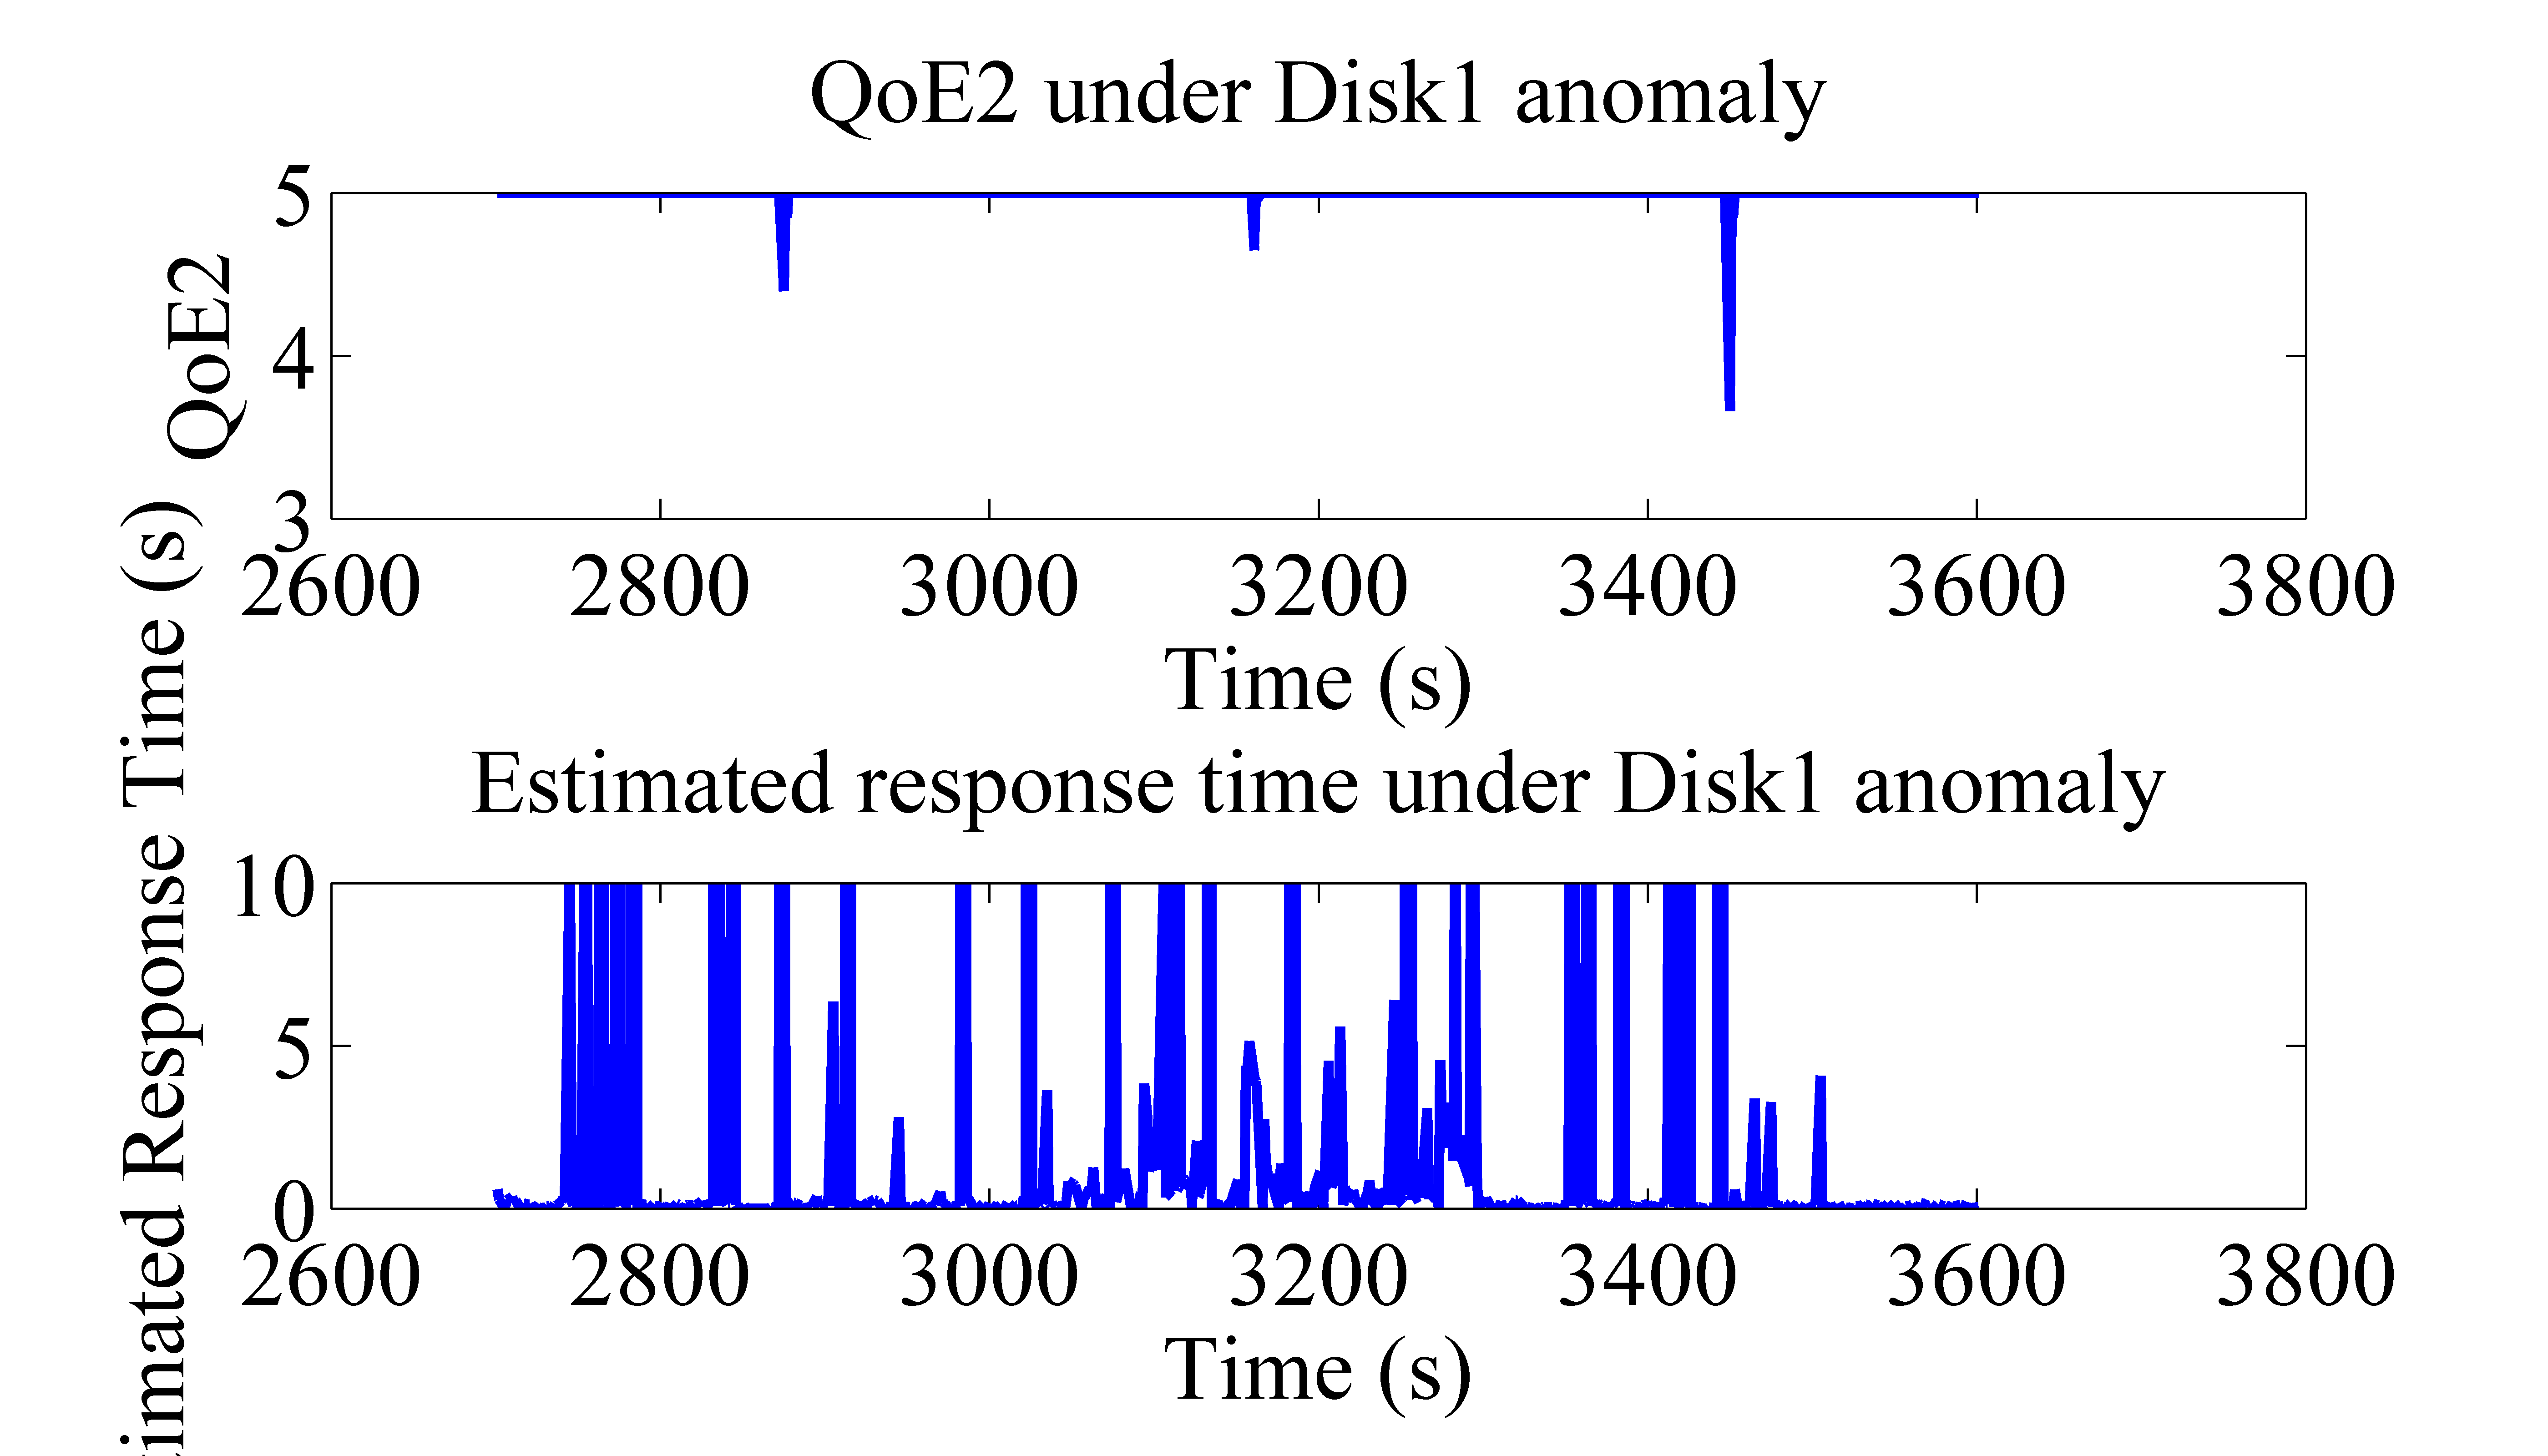 QoE2 under Disk1 anomaly
5
4
3
QoE2
2600 2800 3000 3200 3400 3600 3800
Time (s)
Estimated response time under Disk1 anomaly
10
5
0
Response Time (s)
2600 2800 3000 3200 3400 3600 3800
Time (s)